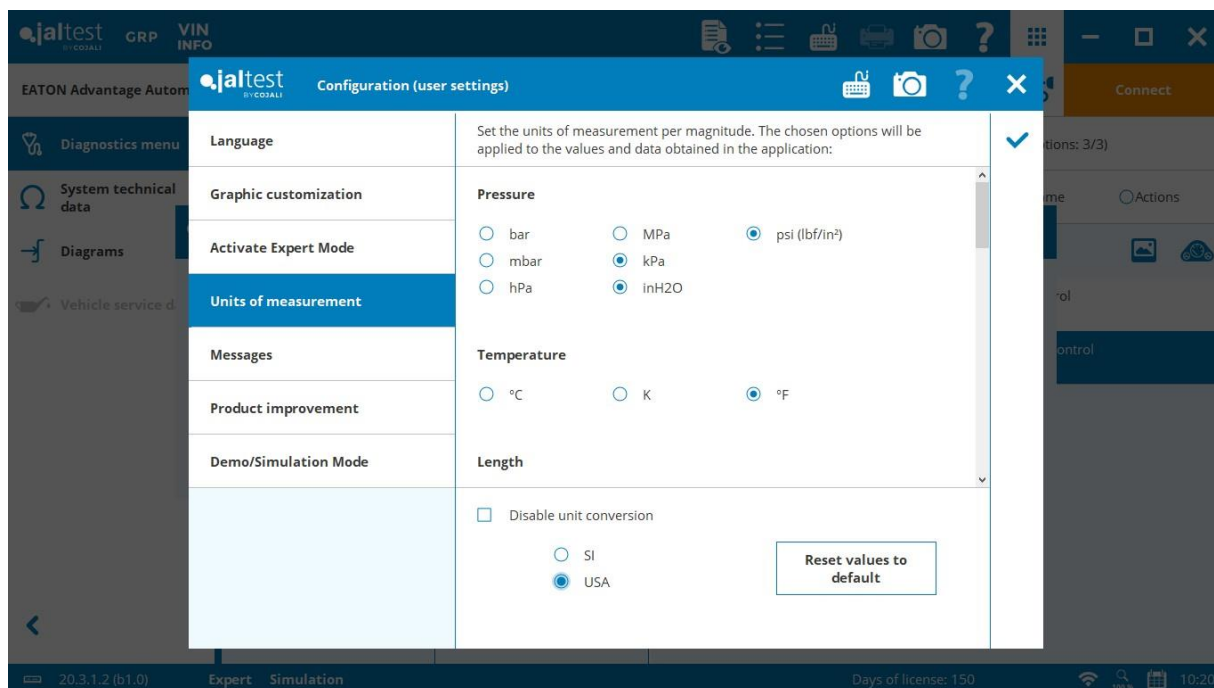 jaltest
BY COJALI
GRP
VIN
INFO
EATON Advantage Autom
Connect
jaltest
BY COJALI
Configuration (user settings)
Diagnostics menu
System technical
data
Diagrams
Vehicle service d
Language
Graphic customization
Activate Expert Mode
Units of measurement
Messages
Product improvement
Demo/Simulation Mode
Set the units of measurement per magnitude. The chosen options will be
applied to the values and data obtained in the application:
Pressure
bar MPa psi (lbf/in²)
mbar kPa
hPa inH2O
Temperature
°C K °F
Length
Disable unit conversion
SI
USA
Reset values to
default
tions: 3/3)
me Actions
rol
ontrol
20.3.1.2 (b1.0) Expert Simulation Days of license: 150 100 % 10:20